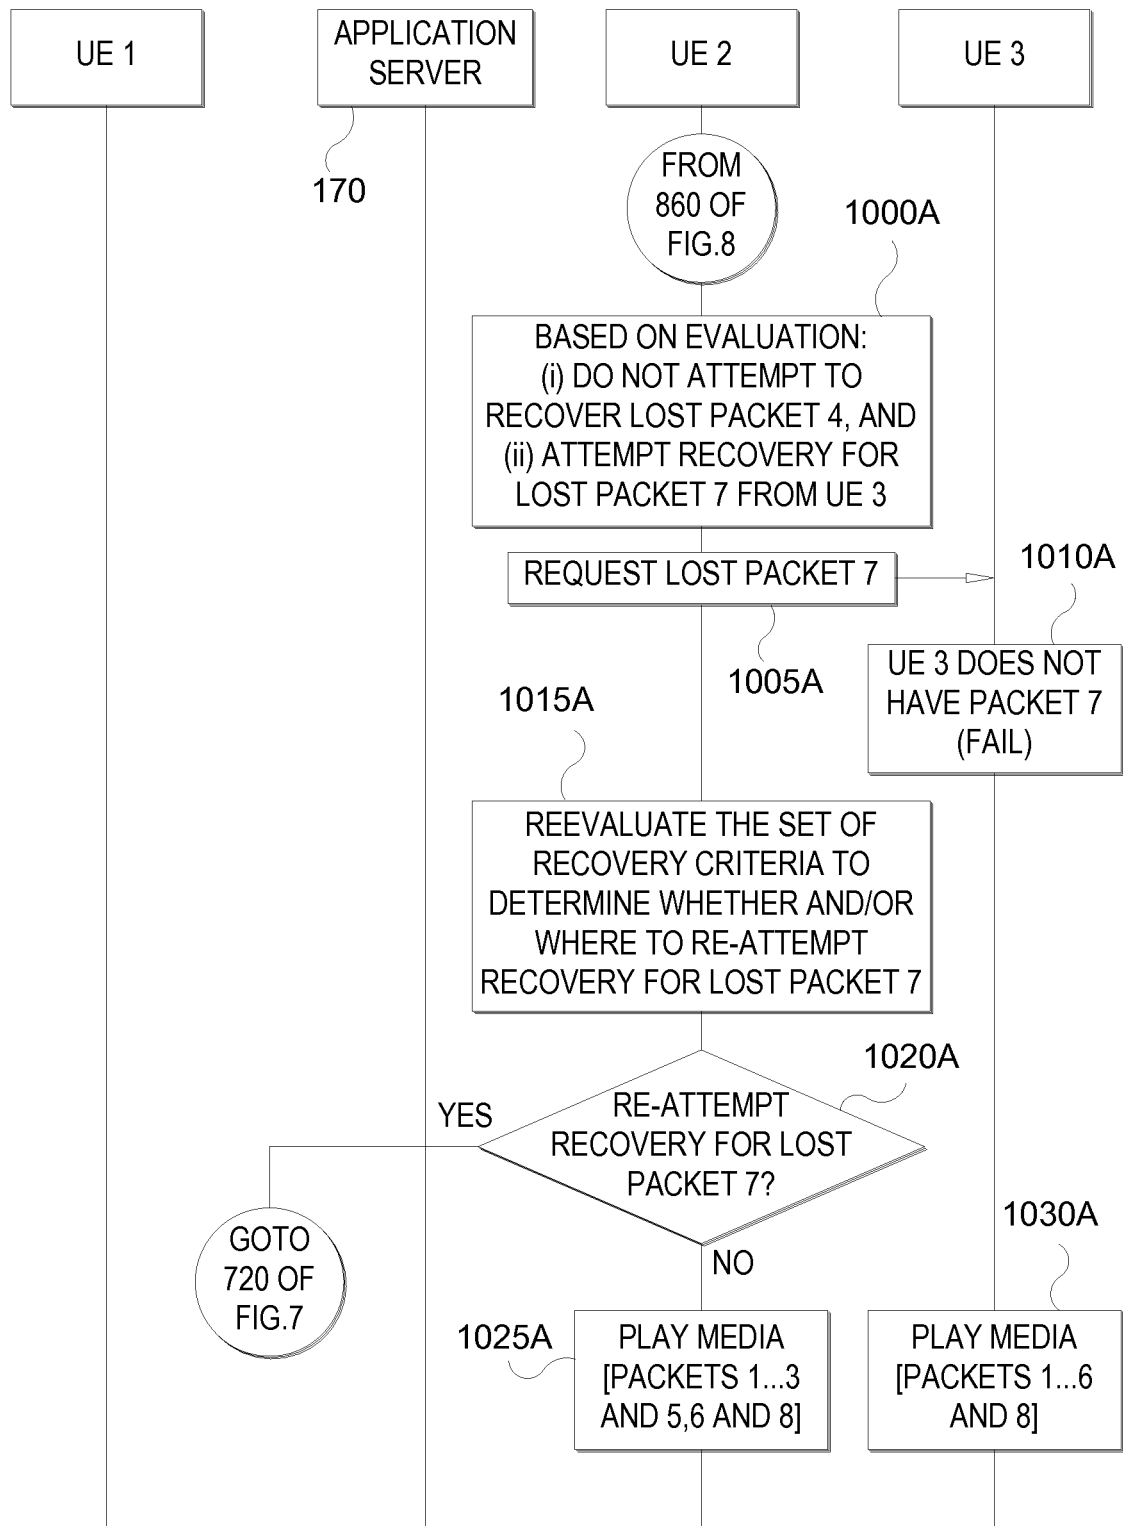 UE 1
APPLICATION
SERVER
UE 2
UE 3
170
FROM
860 OF
FIG.8
1000A
BASED ON EVALUATION:
(i) DO NOT ATTEMPT TO
RECOVER LOST PACKET 4, AND
(ii) ATTEMPT RECOVERY FOR
LOST PACKET 7 FROM UE 3
REQUEST LOST PACKET 7
1005A
1010A
UE 3 DOES NOT
HAVE PACKET 7
(FAIL)
1015A
REEVALUATE THE SET OF
RECOVERY CRITERIA TO
DETERMINE WHETHER AND/OR
WHERE TO RE-ATTEMPT
RECOVERY FOR LOST PACKET 7
1020A
RE-ATTEMPT
RECOVERY FOR LOST
PACKET 7?
YES
NO
GOTO
720 OF
FIG.7
1025A
PLAY MEDIA
[PACKETS 1...3
AND 5,6 AND 8]
1030A
PLAY MEDIA
[PACKETS 1...6
AND 8]